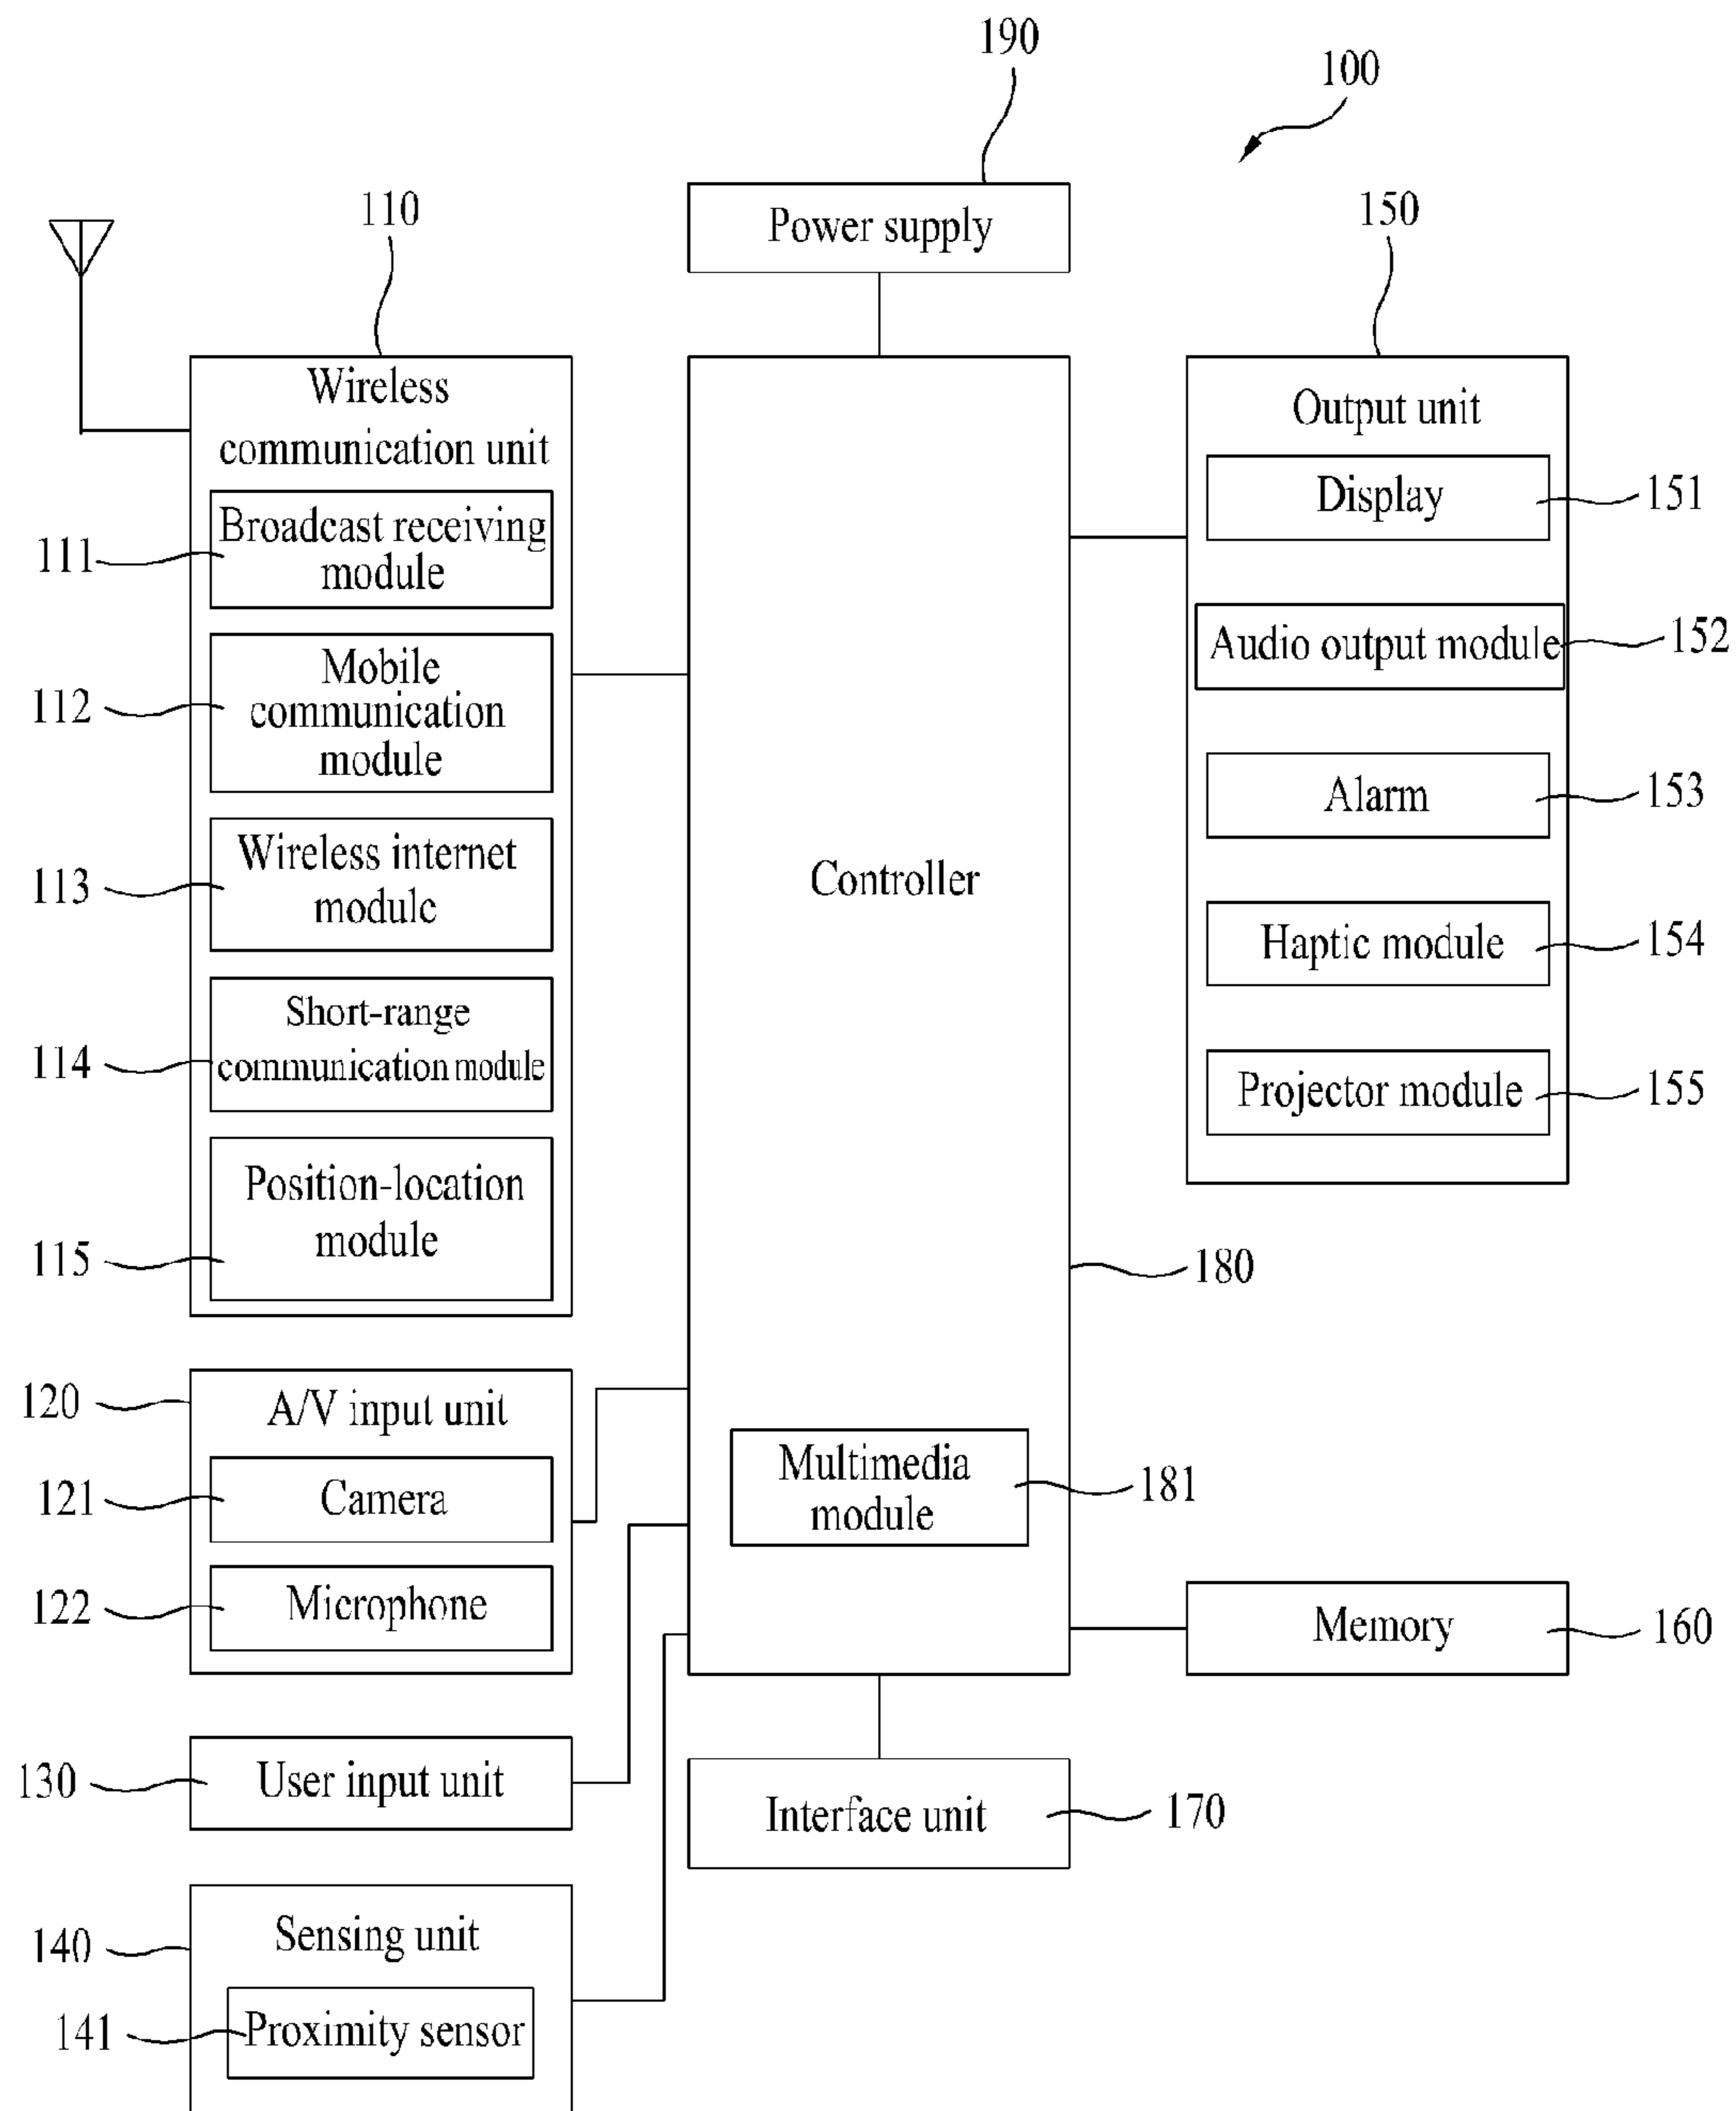 190
100
110
Power supply
150
Wireless
communication unit
Output unit
Display
151
Broadcast receiving
module
111
Audio output module
152
Mobile
communication
module
112
Alarm
153
Wireless internet
module
113
Controller
Haptic module
154
Short-range
communication module
114
Projector module
155
Position-location
module
115
180
120
A/V input unit
121
Camera
Multimedia
module
181
122
Microphone
Memory
160
130
User input unit
Interface unit
170
140
Sensing unit
141
Proximity sensor